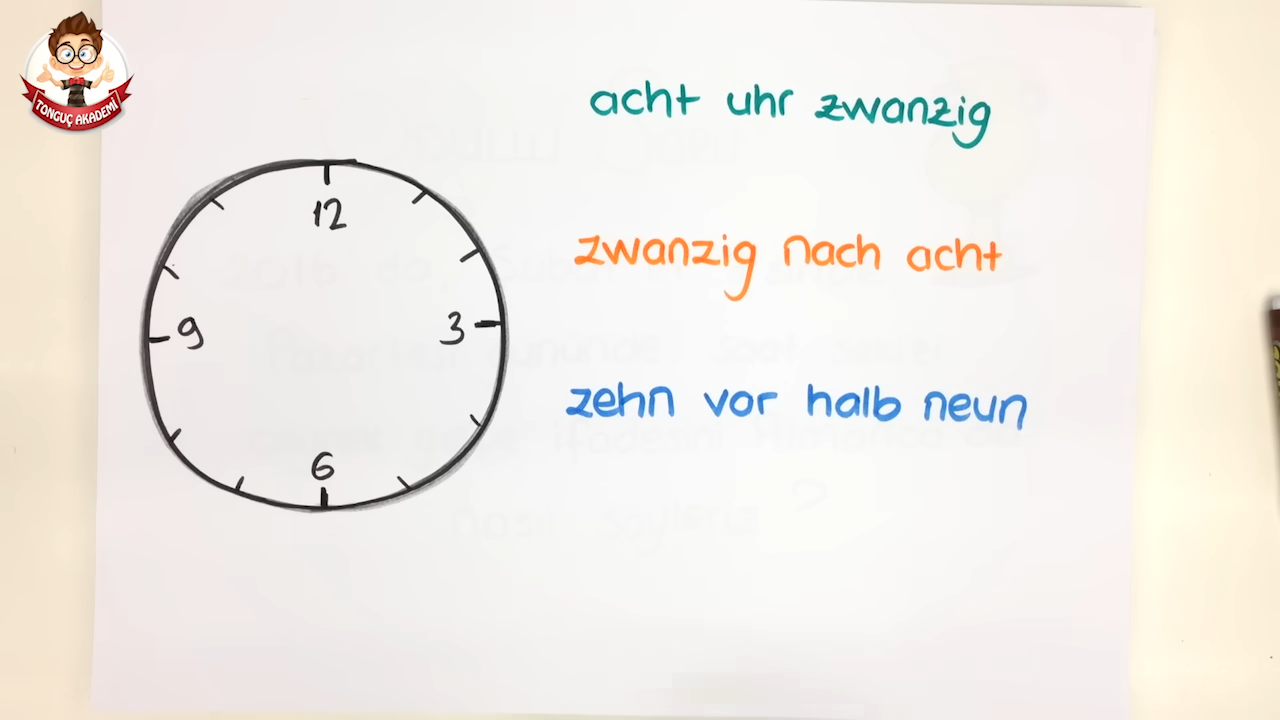 TONGUÇ AKADEMİ
acht uhr zwanzig
12
zwanzig nach acht
9
3
zehn vor halb neun
6